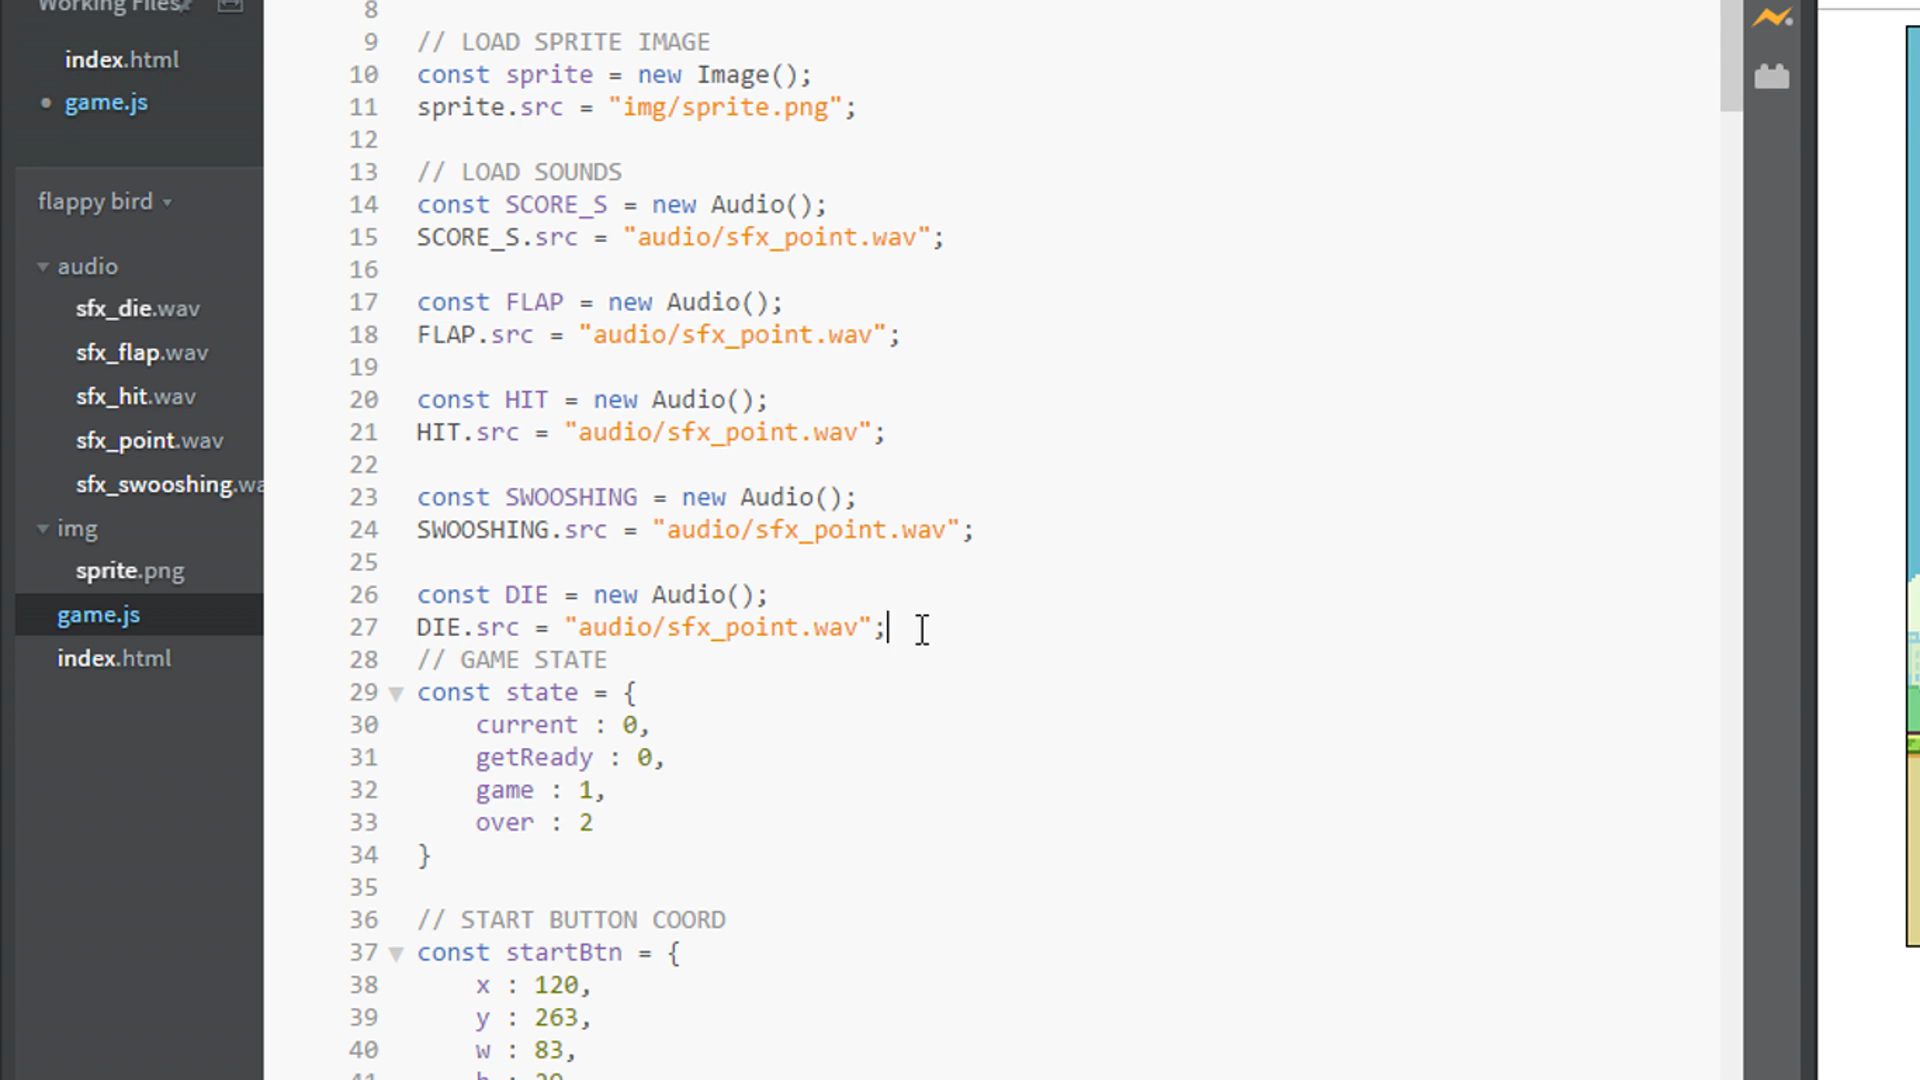 Working Files
index.html
game.js
flappy bird
audio
sfx_die.wav
sfx_flap.wav
sfx_hit.wav
sfx_point.wav
sfx_swooshing.wa
img
sprite.png
game.js
index.html
8
9 // LOAD SPRITE IMAGE
10 const sprite = new Image();
11 sprite.src = "img/sprite.png";
12
13 // LOAD SOUNDS
14 const SCORE_S = new Audio();
15 SCORE_S.src = "audio/sfx_point.wav";
16
17 const FLAP = new Audio();
18 FLAP.src = "audio/sfx_point.wav";
19
20 const HIT = new Audio();
21 HIT.src = "audio/sfx_point.wav";
22
23 const SWOOSHING = new Audio();
24 SWOOSHING.src = "audio/sfx_point.wav";
25
26 const DIE = new Audio();
27 DIE.src = "audio/sfx_point.wav";
28 // GAME STATE
29 const state = {
30 current : 0,
31 getReady : 0,
32 game : 1,
33 over : 2
34 }
35
36 // START BUTTON COORD
37 const startBtn = {
38 x : 120,
39 y : 263,
40 w : 83,